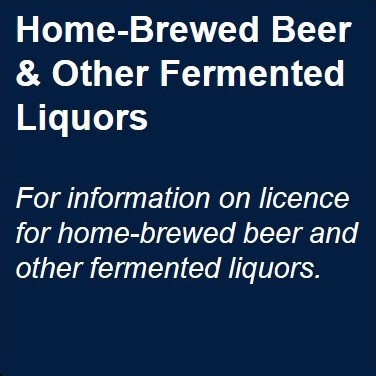 Home-Brewed Beer
& Other Fermented
Liquors
For information on licence
for home-brewed beer and
other fermented liquors.